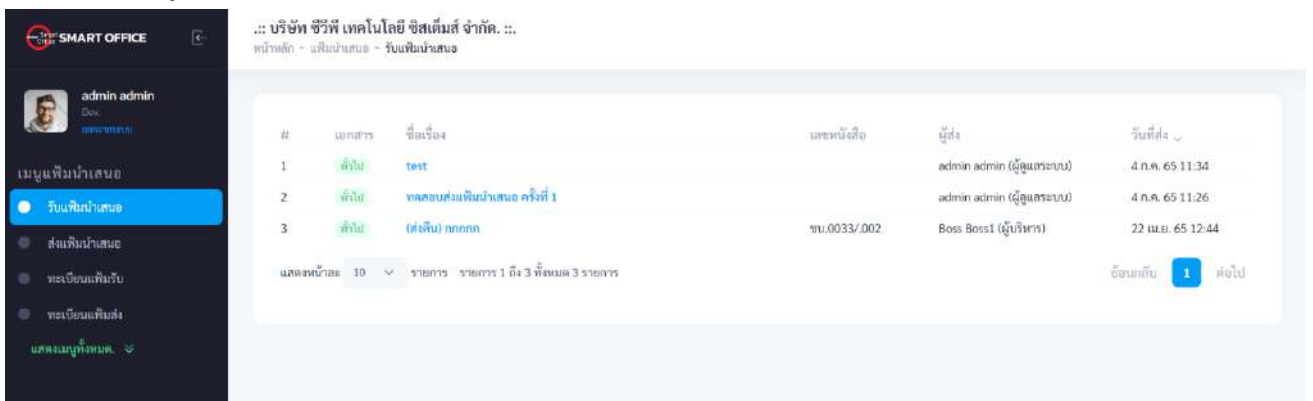 SMART OFFICE
.:: บริษัท ซีวีพี เทคโนโลยี ซิสเต็มส์ จำกัด. ::.
หน้าหลัก - แฟ้มนำเสนอ - รับแฟ้มนำเสนอ
admin admin
Dev.
ออกจากระบบ
เมนูแฟ้มนำเสนอ
รับแฟ้มนำเสนอ
ส่งแฟ้มนำเสนอ
ทะเบียนแฟ้มรับ
ทะเบียนแฟ้มส่ง
แสดงเมนูทั้งหมด.
# เอกสาร ชื่อเรื่อง เลขหนังสือ ผู้ส่ง วันที่ส่ง
1 ทั่วไป test admin admin (ผู้ดูแลระบบ) 4 ก.ค. 65 11:34
2 ทั่วไป ทดสอบส่งแฟ้มนำเสนอ ครั้งที่ 1 admin admin (ผู้ดูแลระบบ) 4 ก.ค. 65 11:26
3 ทั่วไป (ส่งคืน) กกกกก ขบ.0033/.002 Boss Boss1 (ผู้บริหาร) 22 เม.ย. 65 12:44
แสดงหน้าละ 10 รายการ รายการ 1 ถึง 3 ทั้งหมด 3 รายการ ย้อนกลับ 1 ต่อไป